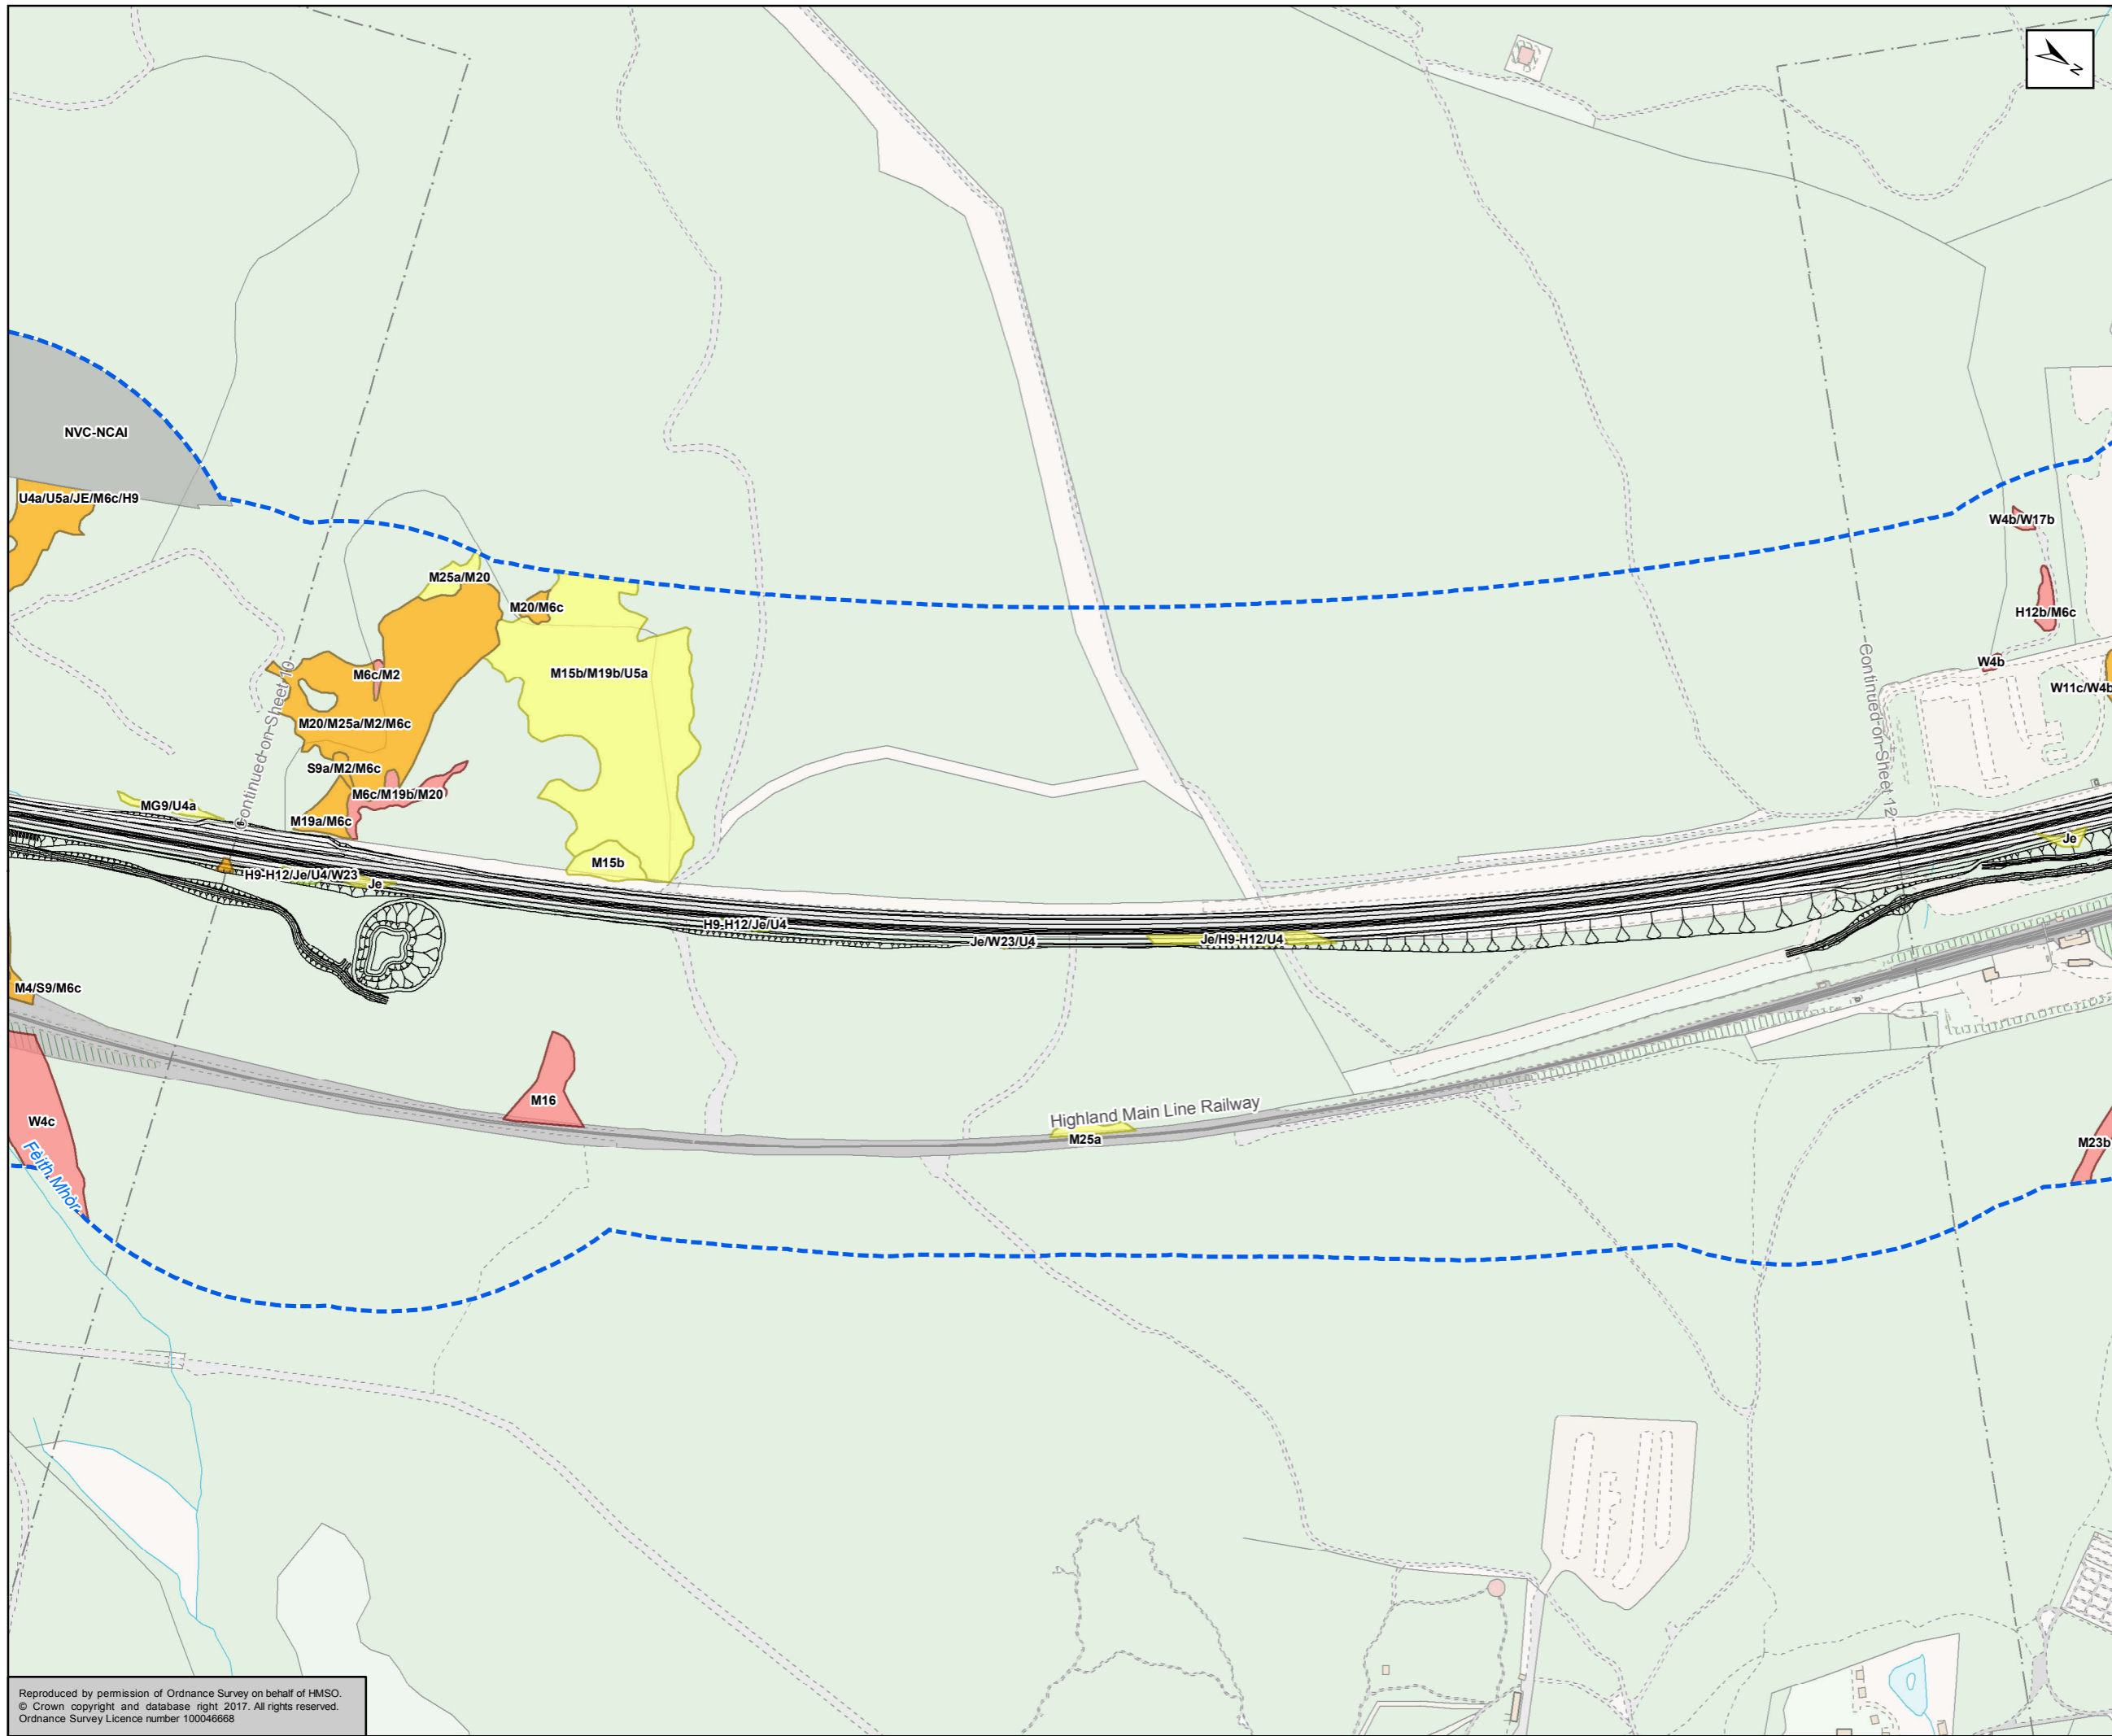 N
NVC-NCAI
U4a/U5a/JE/M6c/H9
W4b/W17b
M25a/M20
M20/M6c
H12b/M6c
M6c/M2
M15b/M19b/U5a
W4b
W11c/W4b
Continued on Sheet 10
Continued on Sheet 12
M20/M25a/M2/M6c
S9a/M2/M6c
M6c/M19b/M20
MG9/U4a
M19a/M6c
Je
M15b
H9-H12/Je/U4/W23
Je
H9-H12/Je/U4
Je/W23/U4
Je/H9-H12/U4
M4/S9/M6c
M16
Highland Main Line Railway
M25a
W4c
M23b
Fèith Mhòr
Reproduced by permission of Ordnance Survey on behalf of HMSO.
© Crown copyright and database right 2017. All rights reserved.
Ordnance Survey Licence number 100046668